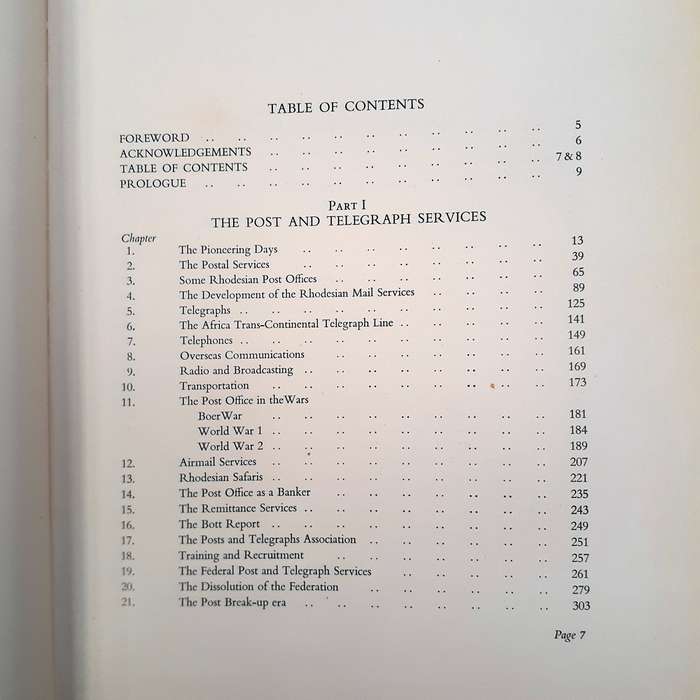 TABLE OF CONTENTS
FOREWORD .. .. .. .. .. .. .. .. .. .. .. 5
ACKNOWLEDGEMENTS .. .. .. .. .. .. .. .. .. 6
TABLE OF CONTENTS .. .. .. .. .. .. .. .. .. 7 & 8
PROLOGUE .. .. .. .. .. .. .. .. .. .. .. 9
PART I
THE POST AND TELEGRAPH SERVICES
Chapter
1. The Pioneering Days .. .. .. .. .. .. .. .. 13
2. The Postal Services .. .. .. .. .. .. .. .. 39
3. Some Rhodesian Post Offices .. .. .. .. .. .. .. 65
4. The Development of the Rhodesian Mail Services .. .. .. .. 89
5. Telegraphs .. .. .. .. .. .. .. .. .. .. 125
6. The Africa Trans-Continental Telegraph Line .. .. .. .. .. 141
7. Telephones .. .. .. .. .. .. .. .. .. .. 149
8. Overseas Communications .. .. .. .. .. .. .. 161
9. Radio and Broadcasting .. .. .. .. .. .. .. .. 169
10. Transportation .. .. .. .. .. .. .. .. .. 173
11. The Post Office in theWars
BoerWar .. .. .. .. .. .. .. .. .. 181
World War 1 .. .. .. .. .. .. .. .. .. 184
World War 2 .. .. .. .. .. .. .. .. .. 189
12. Airmail Services .. .. .. .. .. .. .. .. .. 207
13. Rhodesian Safaris .. .. .. .. .. .. .. .. .. 221
14. The Post Office as a Banker .. .. .. .. .. .. .. 235
15. The Remittance Services .. .. .. .. .. .. .. .. 243
16. The Bott Report .. .. .. .. .. .. .. .. .. 249
17. The Posts and Telegraphs Association .. .. .. .. .. .. 251
18. Training and Recruitment .. .. .. .. .. .. .. 257
19. The Federal Post and Telegraph Services .. .. .. .. .. 261
20. The Dissolution of the Federation .. .. .. .. .. .. 279
21. The Post Break-up era .. .. .. .. .. .. .. .. 303
Page 7